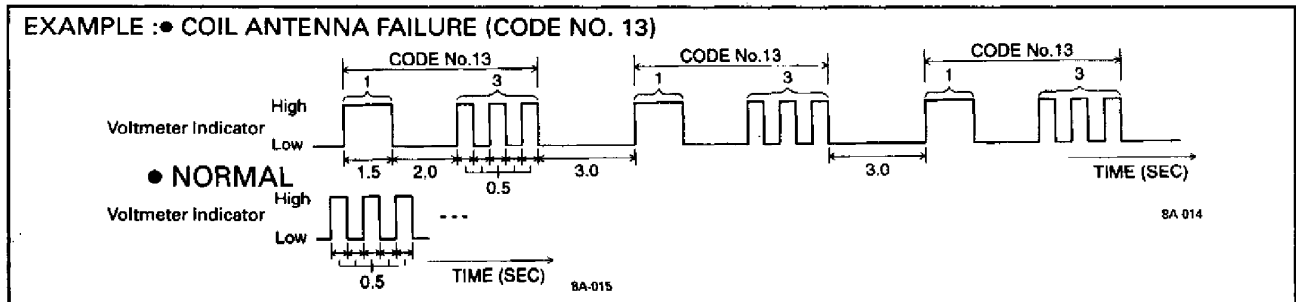 EXAMPLE :● COIL ANTENNA FAILURE (CODE NO. 13)
CODE No.13 CODE No.13 CODE No.13
1 3 1 3 1 3
High
Voltmeter Indicator
Low
1.5 2.0 0.5 3.0 3.0 TIME (SEC)
● NORMAL
High
Voltmeter Indicator
Low
8A-014
0.5 TIME (SEC) 8A-015